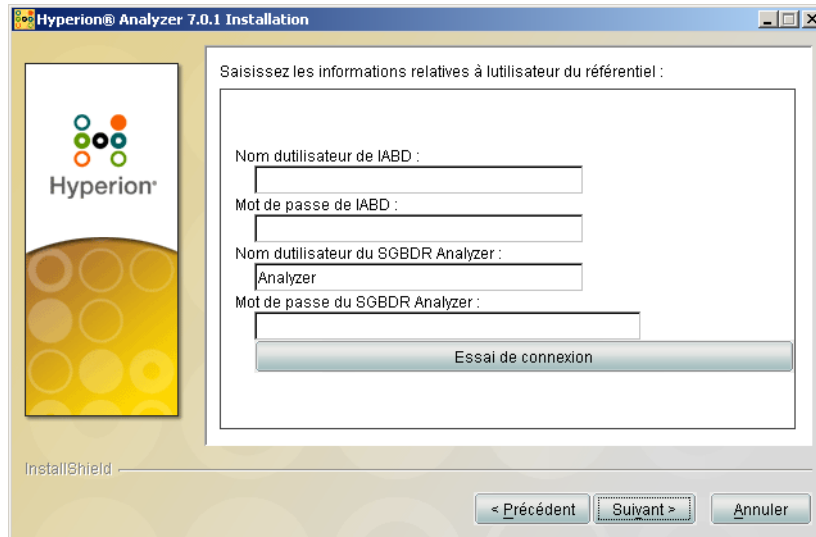 Hyperion® Analyzer 7.0.1 Installation
Saisissez les informations relatives à lutilisateur du référentiel :
Hyperion
Nom dutilisateur de lABD :
Mot de passe de lABD :
Nom dutilisateur du SGBDR Analyzer :
Analyzer
Mot de passe du SGBDR Analyzer :
Essai de connexion
InstallShield
< Précédent
Suivant >
Annuler